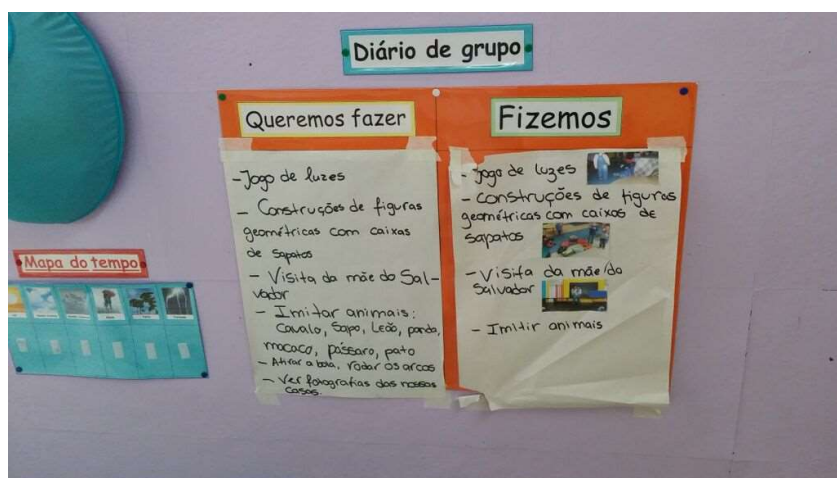 Diário de grupo
Queremos fazer
- Jogo de luzes
- Construções de figuras
geométricas com caixas
de sapatos
- Visita da mãe do Sal-
vador
- Imitar animais:
Cavalo, Sapo, Leão, panda,
macaco, pássaro, pato
- Atirar a bola, rodar os arcos
- Ver fotografias das nossas
casas.
Fizemos
- Jogo de luzes
- construções de figuras
geométricas com caixas de
sapatos
- Visita da mãe do
Salvador
- Imitir animais
Mapa do tempo